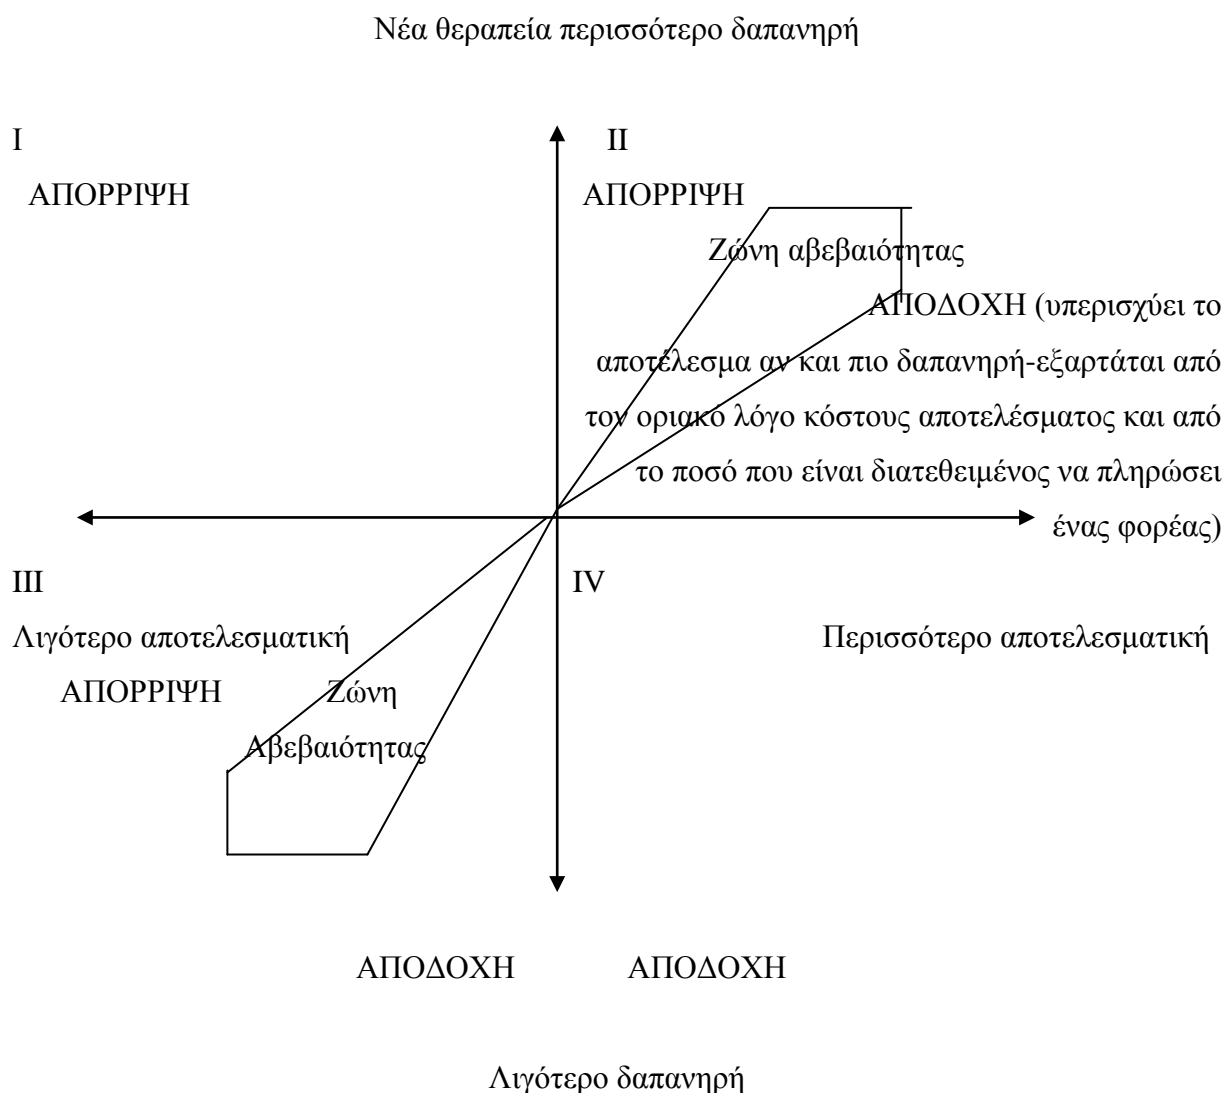 Νέα θεραπεία περισσότερο δαπανηρή
I II
ΑΠΟΡΡΙΨΗ ΑΠΟΡΡΙΨΗ
Ζώνη αβεβαιότητας
ΑΠΟΔΟΧΗ (υπερισχύει το
αποτέλεσμα αν και πιο δαπανηρή-εξαρτάται από
τον οριακό λόγο κόστους αποτελέσματος και από
το ποσό που είναι διατεθειμένος να πληρώσει
ένας φορέας)
III IV
Λιγότερο αποτελεσματική Περισσότερο αποτελεσματική
ΑΠΟΡΡΙΨΗ Ζώνη
Αβεβαιότητας
ΑΠΟΔΟΧΗ ΑΠΟΔΟΧΗ
Λιγότερο δαπανηρή